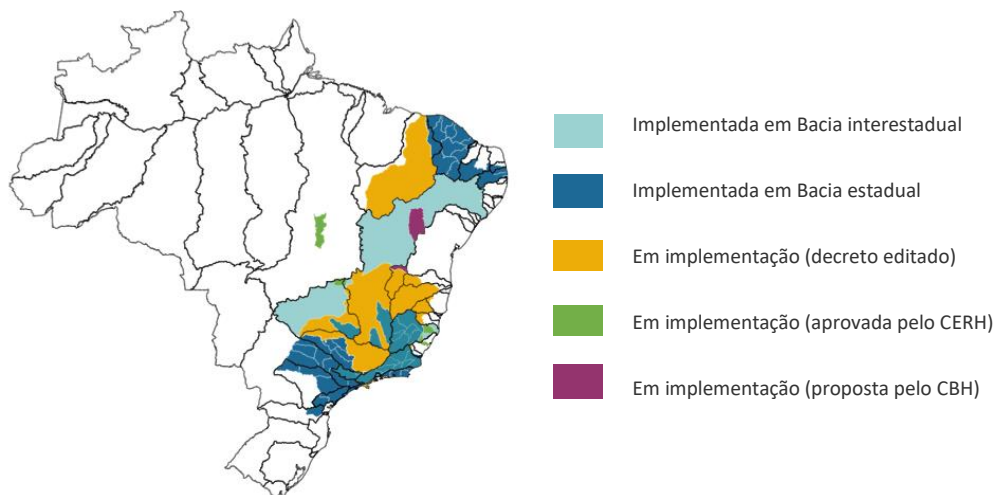 Implementada em Bacia interestadual
Implementada em Bacia estadual
Em implementação (decreto editado)
Em implementação (aprovada pelo CERH)
Em implementação (proposta pelo CBH)